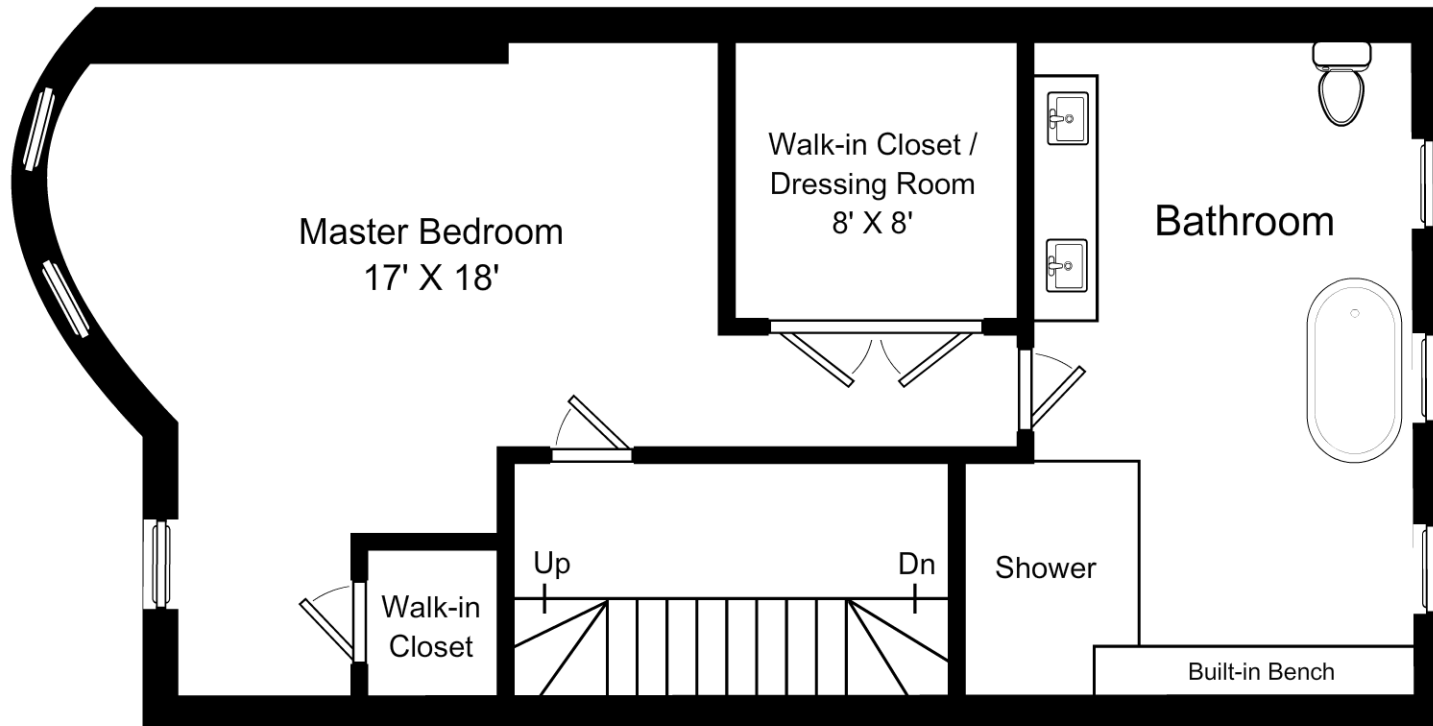 Master Bedroom
17' X 18'
Walk-in Closet /
Dressing Room
8' X 8'
Bathroom
Up
Dn
Shower
Walk-in
Closet
Built-in Bench